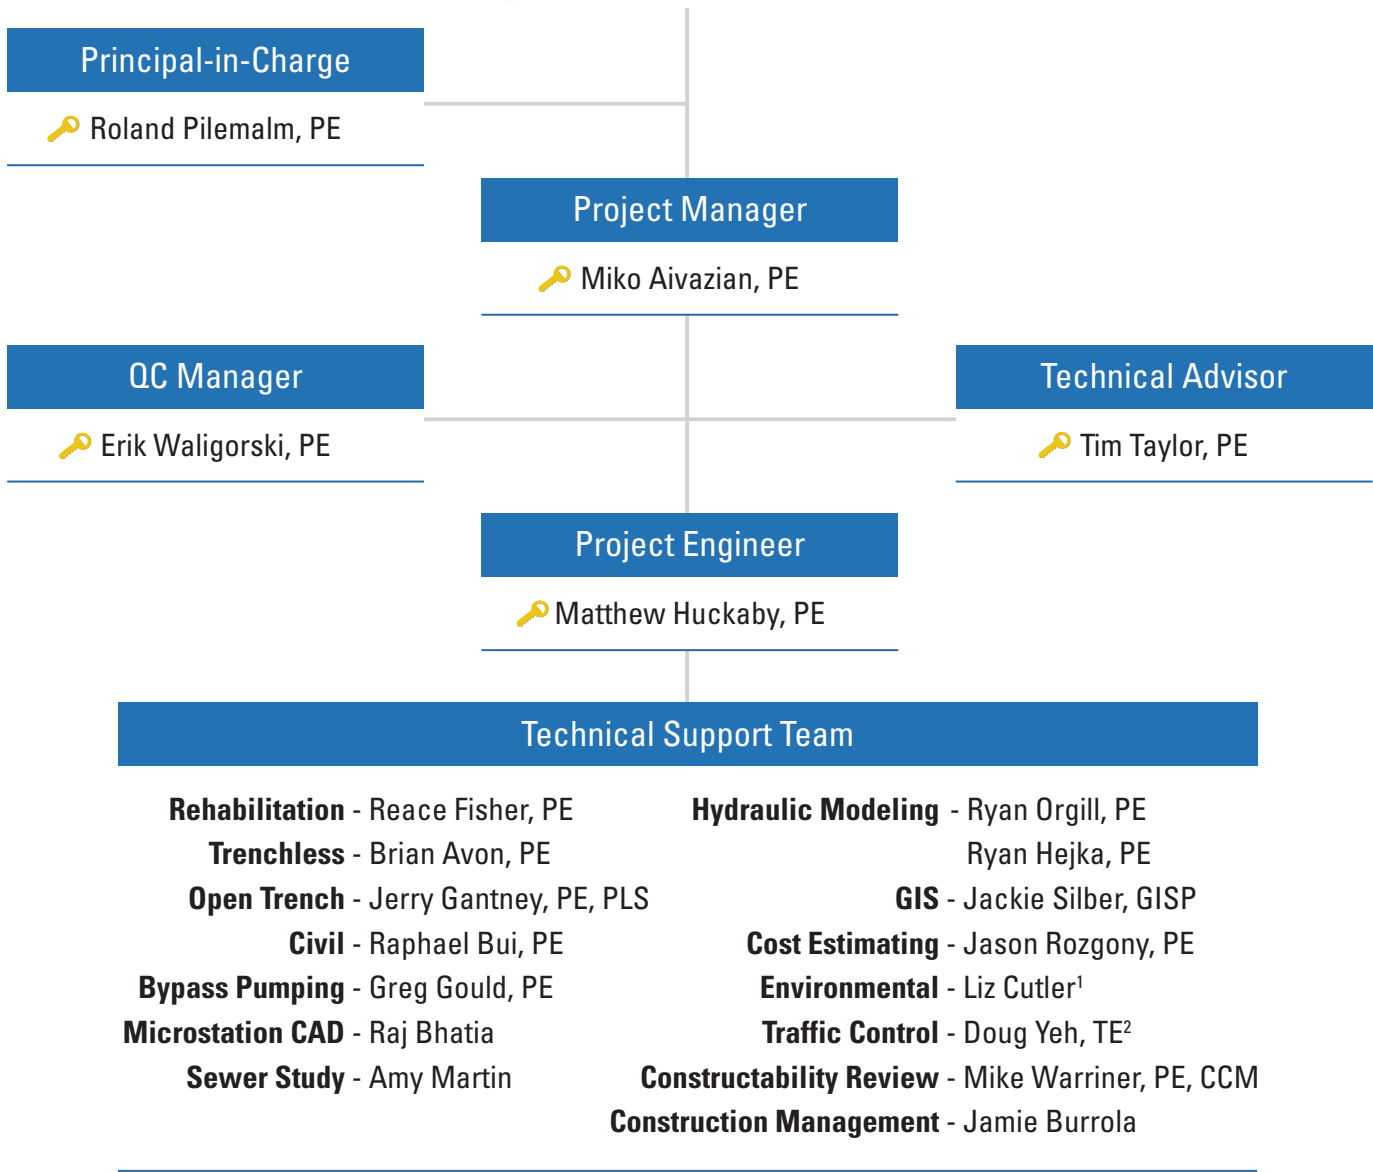 Principal-in-Charge
Roland Pilemalm, PE
Project Manager
Miko Aivazian, PE
QC Manager
Erik Waligorski, PE
Technical Advisor
Tim Taylor, PE
Project Engineer
Matthew Huckaby, PE
Technical Support Team
Rehabilitation - Reace Fisher, PE
Trenchless - Brian Avon, PE
Open Trench - Jerry Gantney, PE, PLS
Civil - Raphael Bui, PE
Bypass Pumping - Greg Gould, PE
Microstation CAD - Raj Bhatia
Sewer Study - Amy Martin
Hydraulic Modeling - Ryan Orgill, PE
Ryan Hejka, PE
GIS - Jackie Silber, GISP
Cost Estimating - Jason Rozgony, PE
Environmental - Liz Cutler¹
Traffic Control - Doug Yeh, TE²
Constructability Review - Mike Warriner, PE, CCM
Construction Management - Jamie Burrola